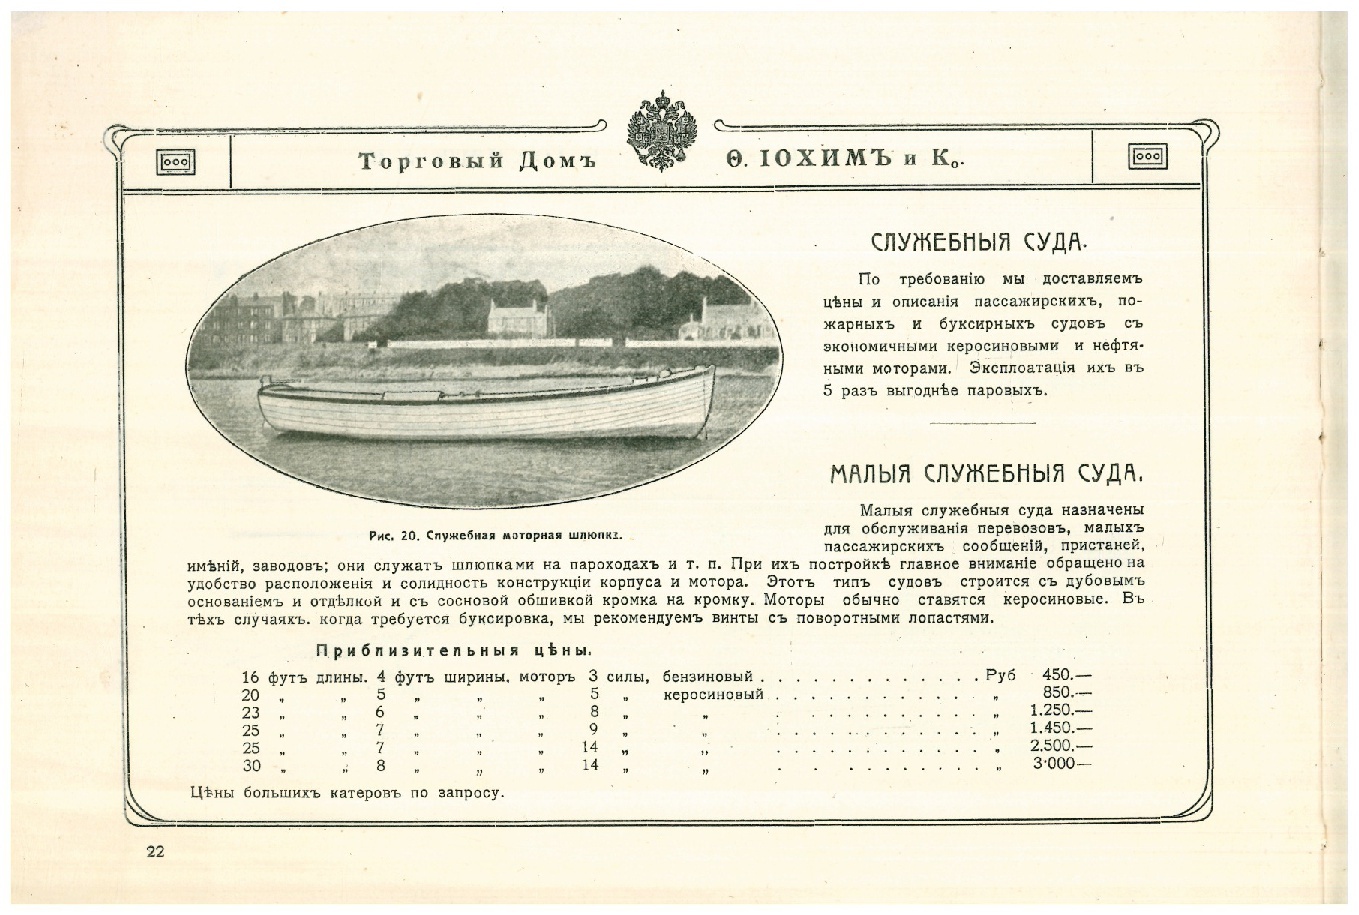 Торговый Домъ Ѳ. ІОХИМЪ и Ко.
СЛУЖЕБНЫЯ СУДА.
По требованію мы доставляемъ
цѣны и описанія пассажирскихъ, по-
жарныхъ и буксирныхъ судовъ съ
экономичными керосиновыми и нефтя-
ными моторами. Эксплоатація ихъ въ
5 разъ выгоднѣе паровыхъ.
Рис. 20. Служебная моторная шлюпка.
МАЛЫЯ СЛУЖЕБНЫЯ СУДА.
Малыя служебныя суда назначены
для обслуживанія перевозовъ, малыхъ
пассажирскихъ сообщеній, пристаней,
имѣній, заводовъ; они служатъ шлюпками на пароходахъ и т. п. При ихъ постройкѣ главное вниманіе обращено на
удобство расположенія и солидность конструкціи корпуса и мотора. Этотъ типъ судовъ строится съ дубовымъ
основаніемъ и отдѣлкой и съ сосновой обшивкой кромка на кромку. Моторы обычно ставятся керосиновые. Въ
тѣхъ случаяхъ. когда требуется буксировка, мы рекомендуемъ винты съ поворотными лопастями.
Приблизительныя цѣны.
16 футъ длины. 4 футъ ширины, моторъ 3 силы, бензиновый . . . . . . . . . . . . . Руб 450.—
20 „ „ 5 „ „ „ 5 „ керосиновый . . . . . . . . . . . . „ 850.—
23 „ „ 6 „ „ „ 8 „ „ . . . . . . . . . . . „ 1.250.—
25 „ „ 7 „ „ „ 9 „ „ . . . . . . . . . . . „ 1.450.—
25 „ „ 7 „ „ „ 14 „ „ . . . . . . . . . . . „ 2.500.—
30 „ „ 8 „ „ „ 14 „ „ . . . . . . . . . . „ 3·000—
Цѣны большихъ катеровъ по запросу.
22